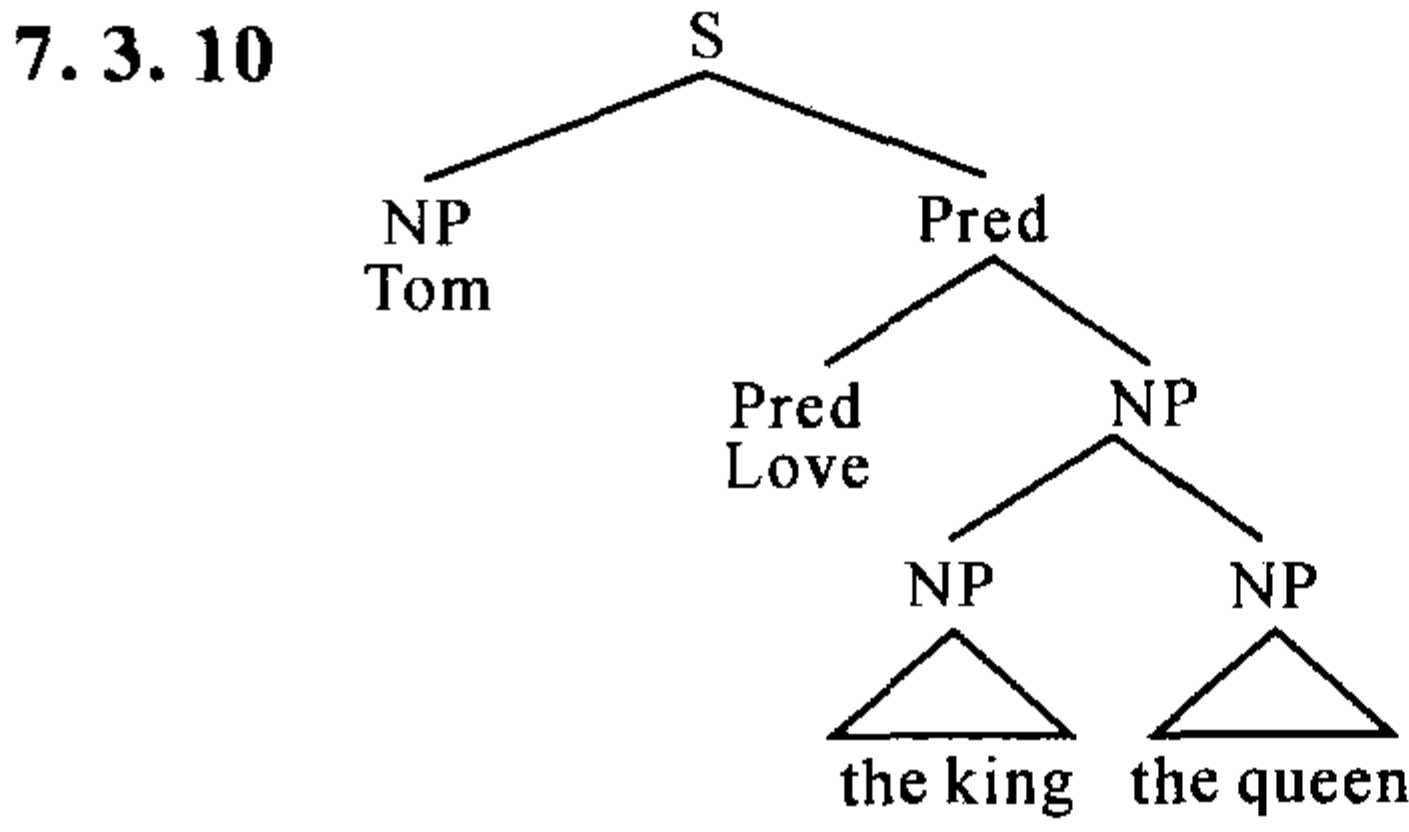 7. 3. 10
S
NP
Pred
Tom
Pred
NP
Love
NP
NP
the king
the queen